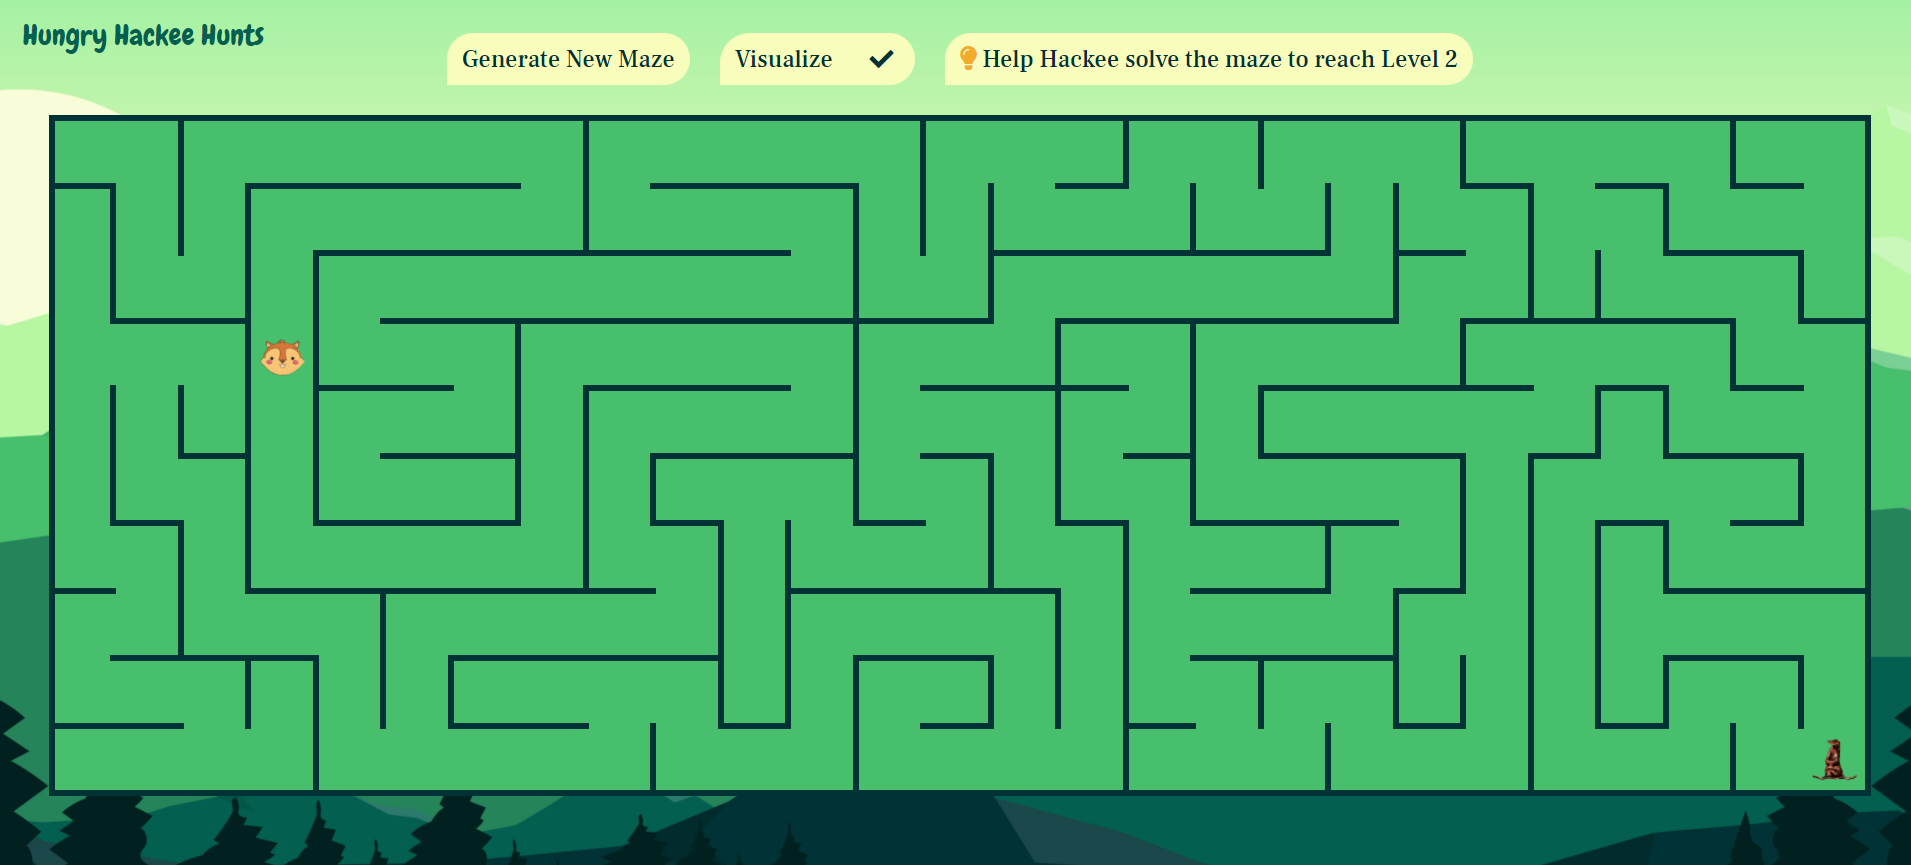 Hungry Hackee Hunts
Generate New Maze
Visualize
Help Hackee solve the maze to reach Level 2